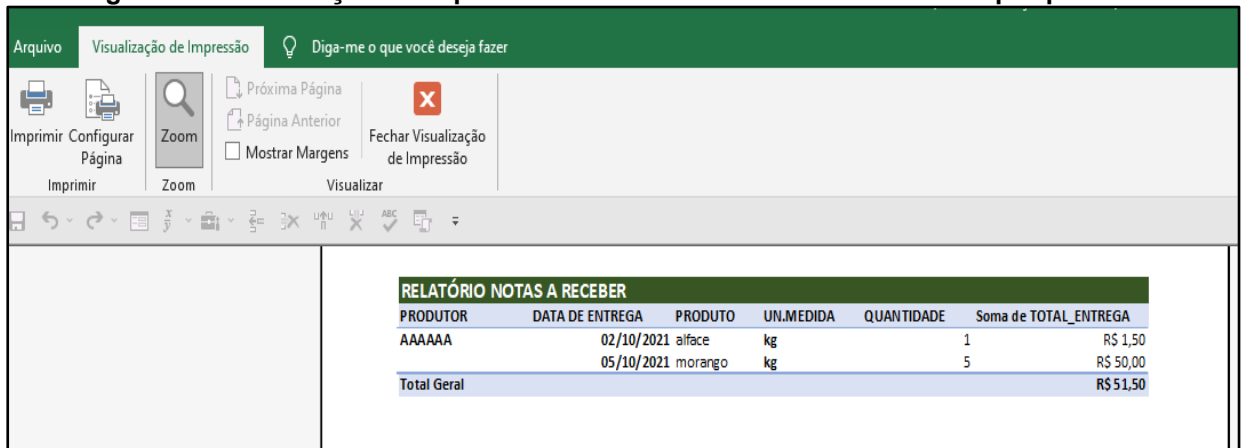 Arquivo Visualização de Impressão Diga-me o que você deseja fazer
Próxima Página
Página Anterior
Mostrar Margens
Imprimir Configurar Página
Zoom
Fechar Visualização de Impressão
Imprimir Zoom Visualizar
ABC
RELATÓRIO NOTAS A RECEBER
PRODUTOR DATA DE ENTREGA PRODUTO UN.MEDIDA QUANTIDADE Soma de TOTAL_ENTREGA
AAAAAA 02/10/2021 alface kg 1 R$ 1,50
05/10/2021 morango kg 5 R$ 50,00
Total Geral R$ 51,50